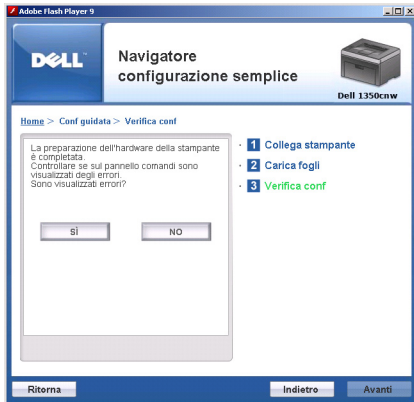 Adobe Flash Player 9
DELL™
Navigatore
configurazione semplice
Dell 1350cnw
Home > Conf guidata > Verifica conf
La preparazione dell'hardware della stampante
è completata.
Controllare se sul pannello comandi sono
visualizzati degli errori.
Sono visualizzati errori?
SÌ
NO
1 Collega stampante
2 Carica fogli
3 Verifica conf
Ritorna
Indietro
Avanti